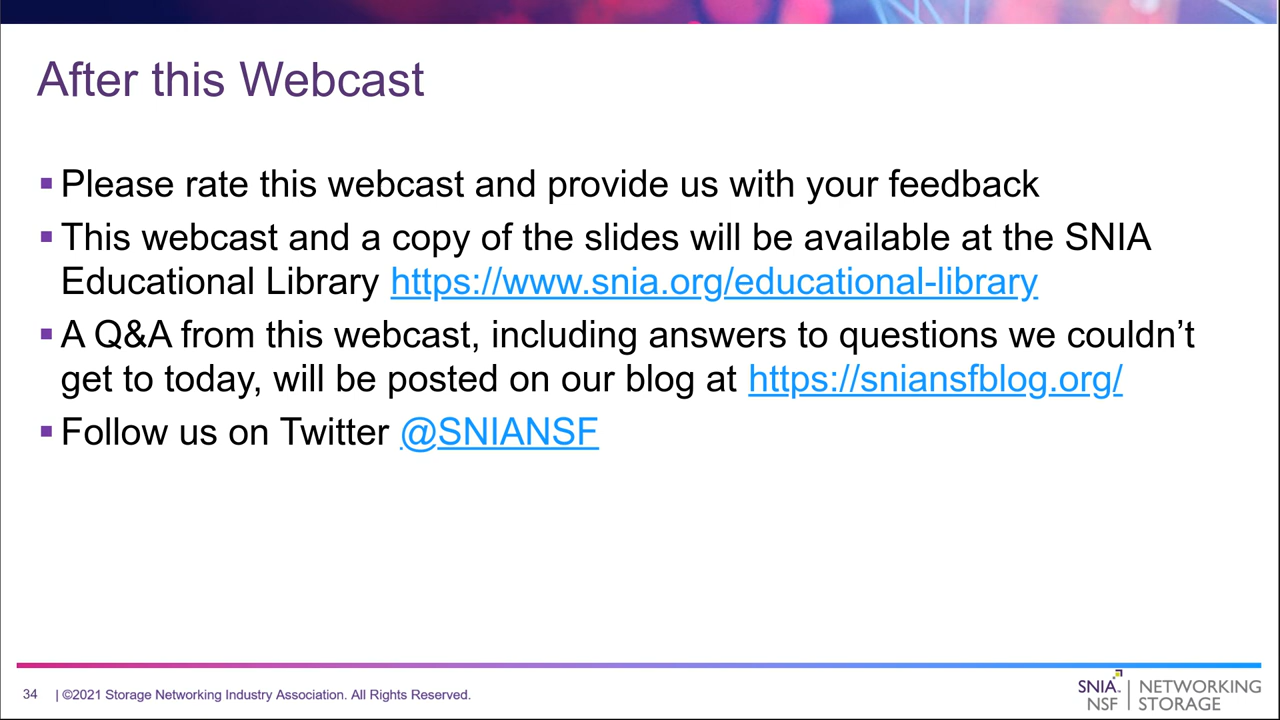 After this Webcast
▪ Please rate this webcast and provide us with your feedback
▪ This webcast and a copy of the slides will be available at the SNIA
Educational Library https://www.snia.org/educational-library
▪ A Q&A from this webcast, including answers to questions we couldn’t
get to today, will be posted on our blog at https://sniansfblog.org/
▪ Follow us on Twitter @SNIANSF
34 | ©2021 Storage Networking Industry Association. All Rights Reserved.
SNIA. | NETWORKING
NSF | STORAGE